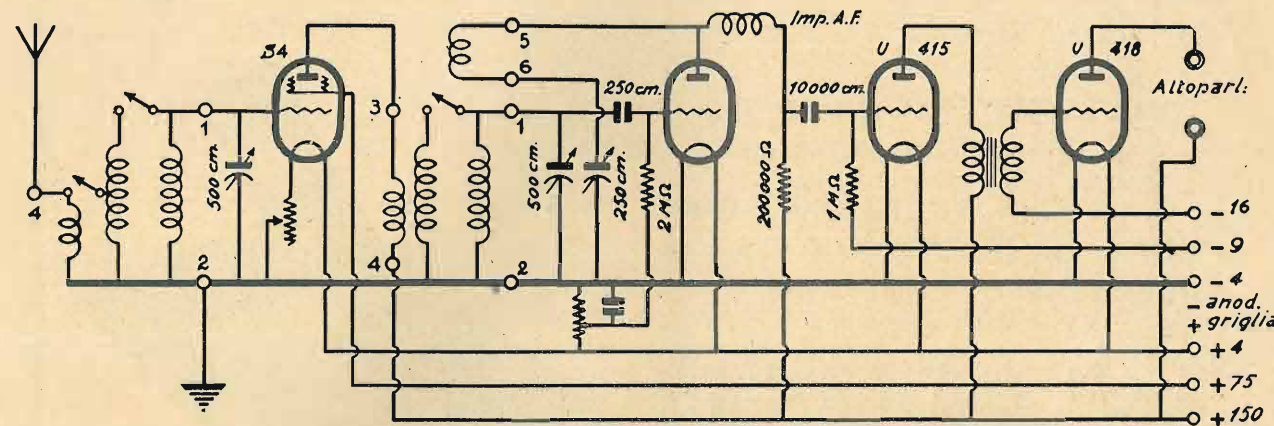 Imp. A.F.
S4
5
U 415
U 418
6
250 cm.
10000 cm.
Altoparl:
3
1
1
500 cm.
500 cm.
250 cm.
2 MΩ
200000 Ω
1 MΩ
4
4
2
2
- 16
- 9
- 4
- anod.
+ griglia
+ 4
+ 75
+ 150